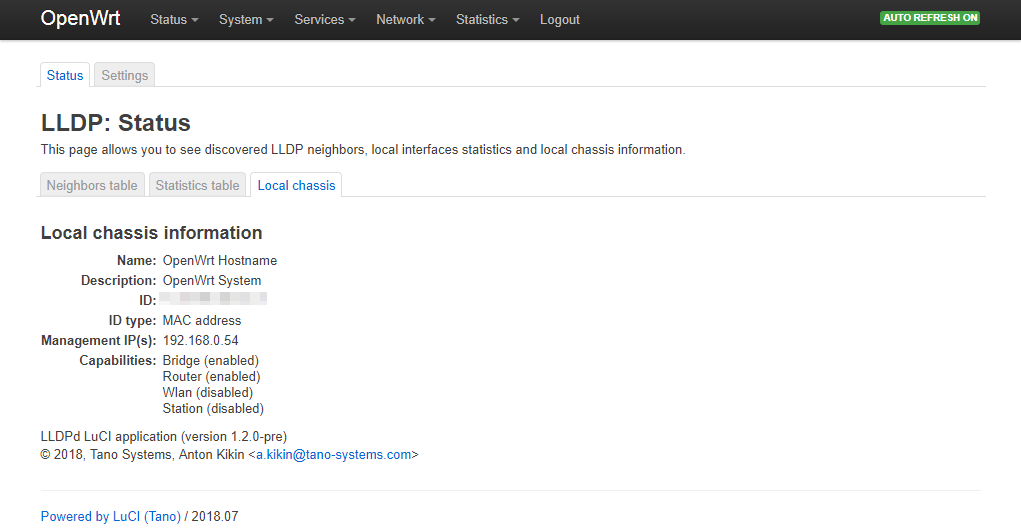 OpenWrt Status System Services Network Statistics Logout AUTO REFRESH ON
Status Settings
LLDP: Status
This page allows you to see discovered LLDP neighbors, local interfaces statistics and local chassis information.
Neighbors table Statistics table Local chassis
Local chassis information
Name: OpenWrt Hostname
Description: OpenWrt System
ID:
ID type: MAC address
Management IP(s): 192.168.0.54
Capabilities: Bridge (enabled)
Router (enabled)
Wlan (disabled)
Station (disabled)
LLDPd LuCI application (version 1.2.0-pre)
© 2018, Tano Systems, Anton Kikin <a.kikin@tano-systems.com>
Powered by LuCI (Tano) / 2018.07